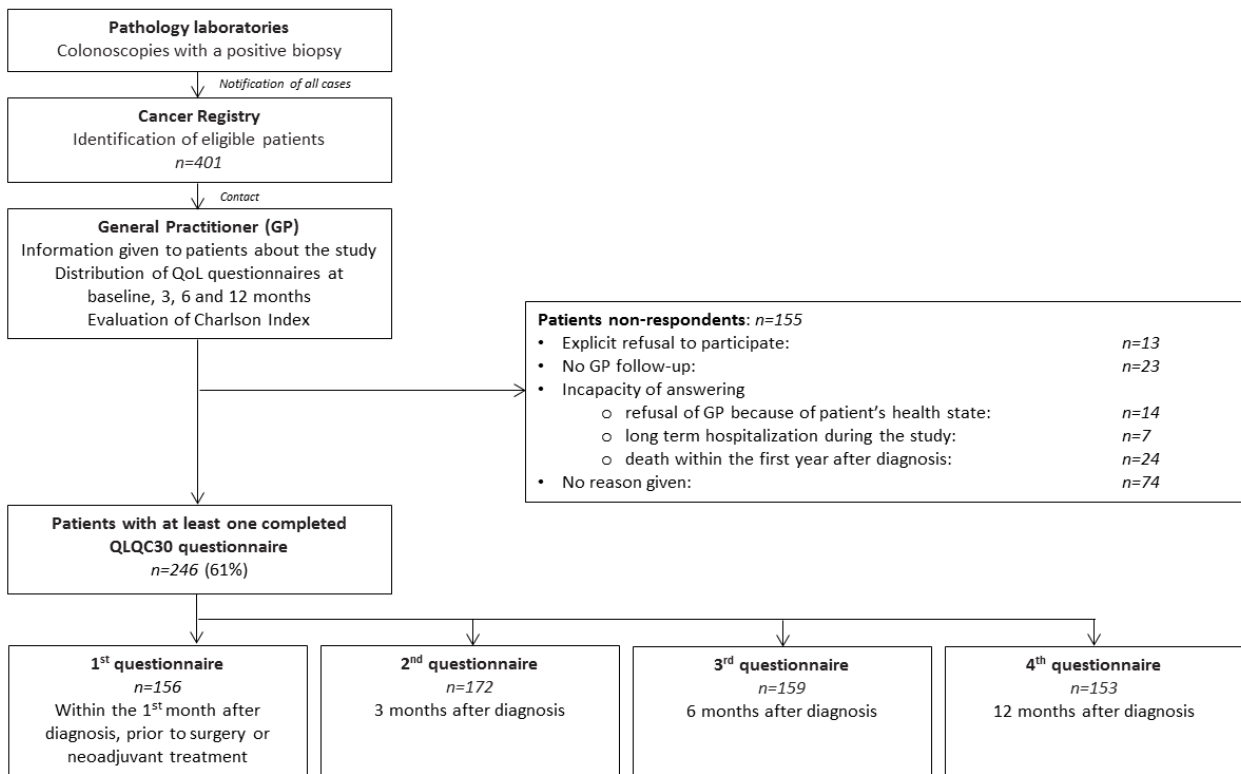 Pathology laboratories
Colonoscopies with a positive biopsy
Notification of all cases
Cancer Registry
Identification of eligible patients
n=401
Contact
General Practitioner (GP)
Information given to patients about the study
Distribution of QoL questionnaires at
baseline, 3, 6 and 12 months
Evaluation of Charlson Index
Patients non-respondents: n=155
• Explicit refusal to participate: n=13
• No GP follow-up: n=23
• Incapacity of answering
o refusal of GP because of patient's health state: n=14
o long term hospitalization during the study: n=7
o death within the first year after diagnosis: n=24
• No reason given: n=74
Patients with at least one completed
QLQC30 questionnaire
n=246 (61%)
1st questionnaire
n=156
Within the 1st month after
diagnosis, prior to surgery or
neoadjuvant treatment
2nd questionnaire
n=172
3 months after diagnosis
3rd questionnaire
n=159
6 months after diagnosis
4th questionnaire
n=153
12 months after diagnosis